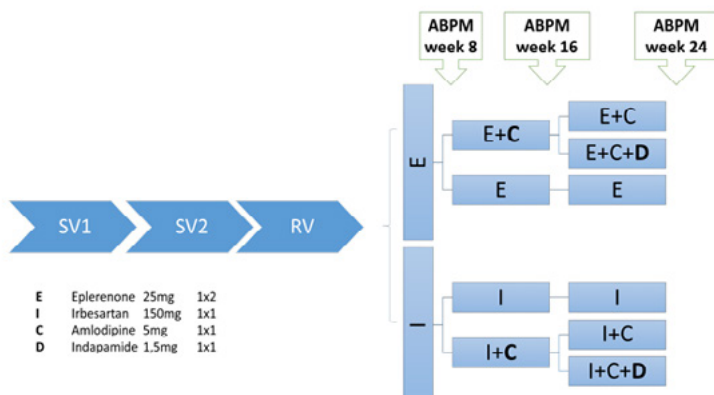 ABPM
week 8
ABPM
week 16
ABPM
week 24
SV1
SV2
RV
E
E+C
E+C
E+C+D
E
E
I
I
I
I+C
I+C
I+C+D
E Eplerenone 25mg 1x2
I Irbesartan 150mg 1x1
C Amlodipine 5mg 1x1
D Indapamide 1,5mg 1x1